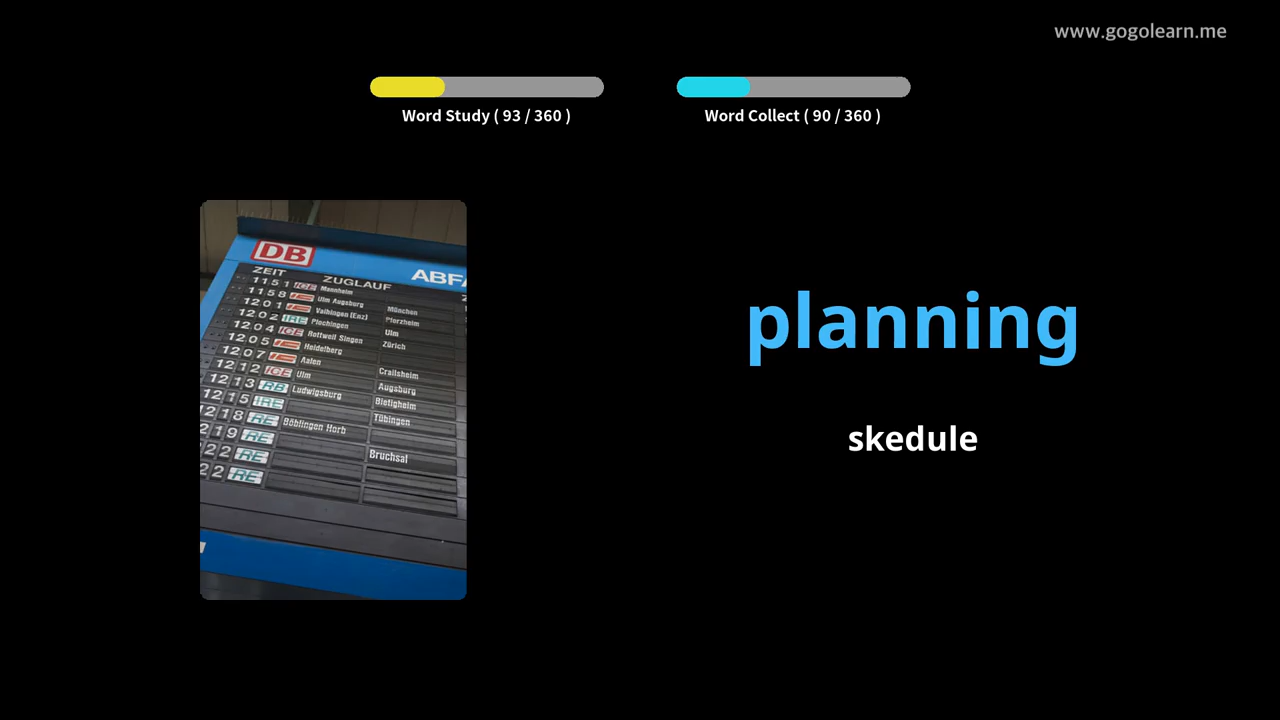 www.gogolearn.me
Word Study ( 93 / 360 )
Word Collect ( 90 / 360 )
DB
ABFA
ZEIT ZUGLAUF
1151 ICE Mannheim
1158 Ulm Augsburg München
1201 Vaihingen (Enz) Pforzheim
1202 IRE Plochingen Ulm
1204 ICE Rottweil Singen Zürich
1205 Heidelberg
1207 Aalen Crailsheim
1212 ICE Ulm Augsburg
1213 RB Ludwigsburg Bietigheim
1215 IRE Tübingen
1218 RE Böblingen Horb
219 RE
22 RE Bruchsal
22 RE
planning
skedule